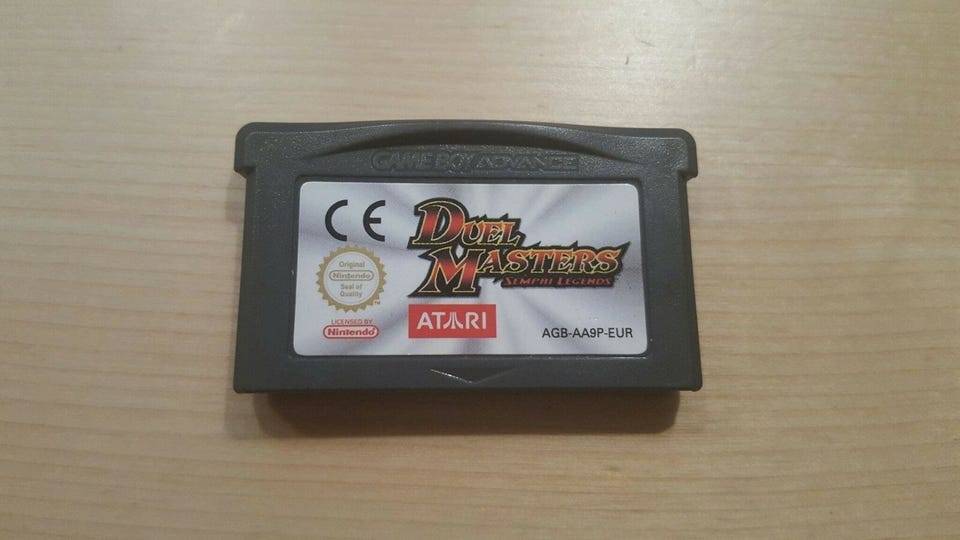 GAME BOY ADVANCE
CE
DUEL
MASTERS
SEMPAI LEGENDS
Original
Nintendo
Seal of
Quality
TM
LICENSED BY
Nintendo
ATARI
AGB-AA9P-EUR